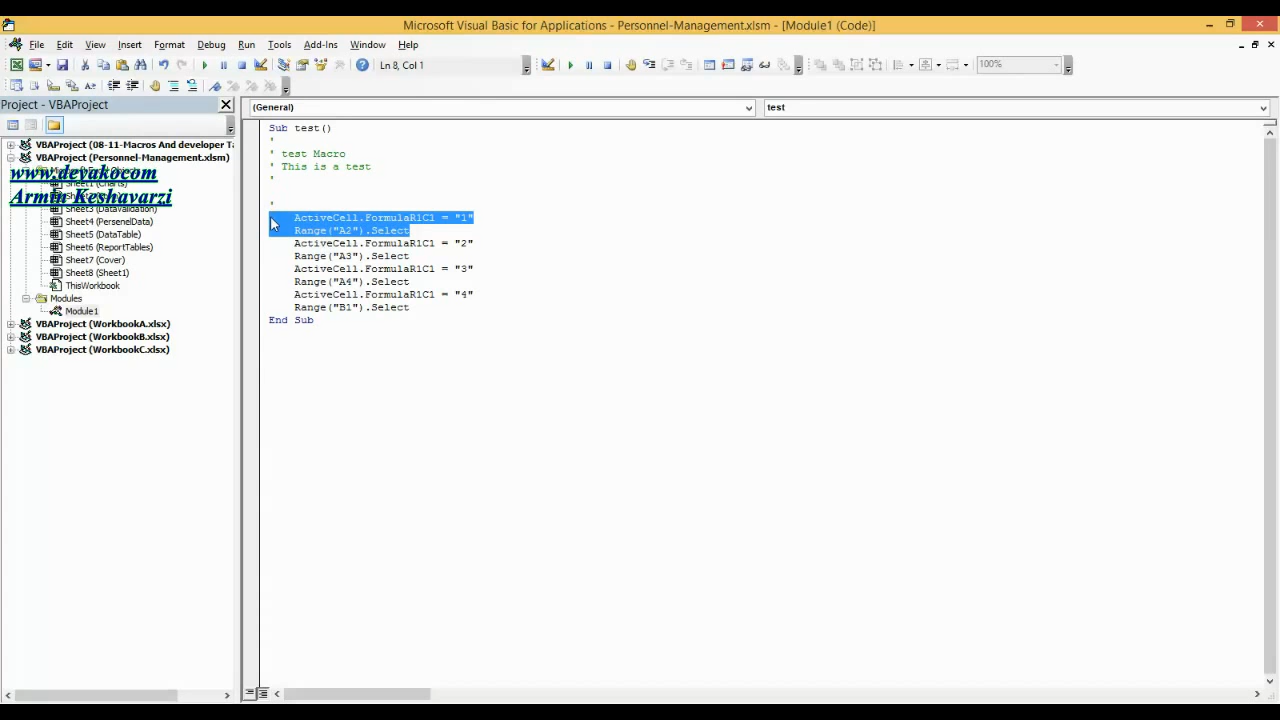 Microsoft Visual Basic for Applications - Personnel-Management.xlsm - [Module1 (Code)]
File Edit View Insert Format Debug Run Tools Add-Ins Window Help
Ln 8, Col 1
100%
Project - VBAProject
(General)
test
VBAProject (08-11-Macros And developer Ta
VBAProject (Personnel-Management.xlsm)
www.deyakocom
Armin Keshavarzi
Sheet3 (DataValidation)
Sheet4 (PersenelData)
Sheet5 (DataTable)
Sheet6 (ReportTables)
Sheet7 (Cover)
Sheet8 (Sheet1)
ThisWorkbook
Modules
Module1
VBAProject (WorkbookA.xlsx)
VBAProject (WorkbookB.xlsx)
VBAProject (WorkbookC.xlsx)
Sub test()
'
' test Macro
' This is a test
'
'
ActiveCell.FormulaR1C1 = "1"
Range("A2").Select
ActiveCell.FormulaR1C1 = "2"
Range("A3").Select
ActiveCell.FormulaR1C1 = "3"
Range("A4").Select
ActiveCell.FormulaR1C1 = "4"
Range("B1").Select
End Sub